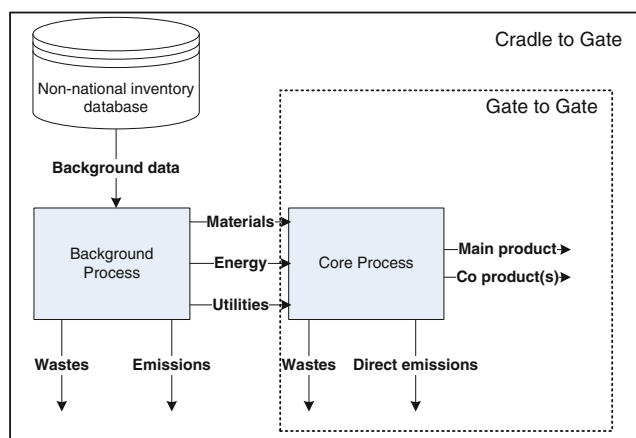 Cradle to Gate
Non-national inventory
database
Gate to Gate
Background data
Background
Process
Materials
Energy
Utilities
Core Process
Main product
Co product(s)
Wastes
Emissions
Wastes
Direct emissions